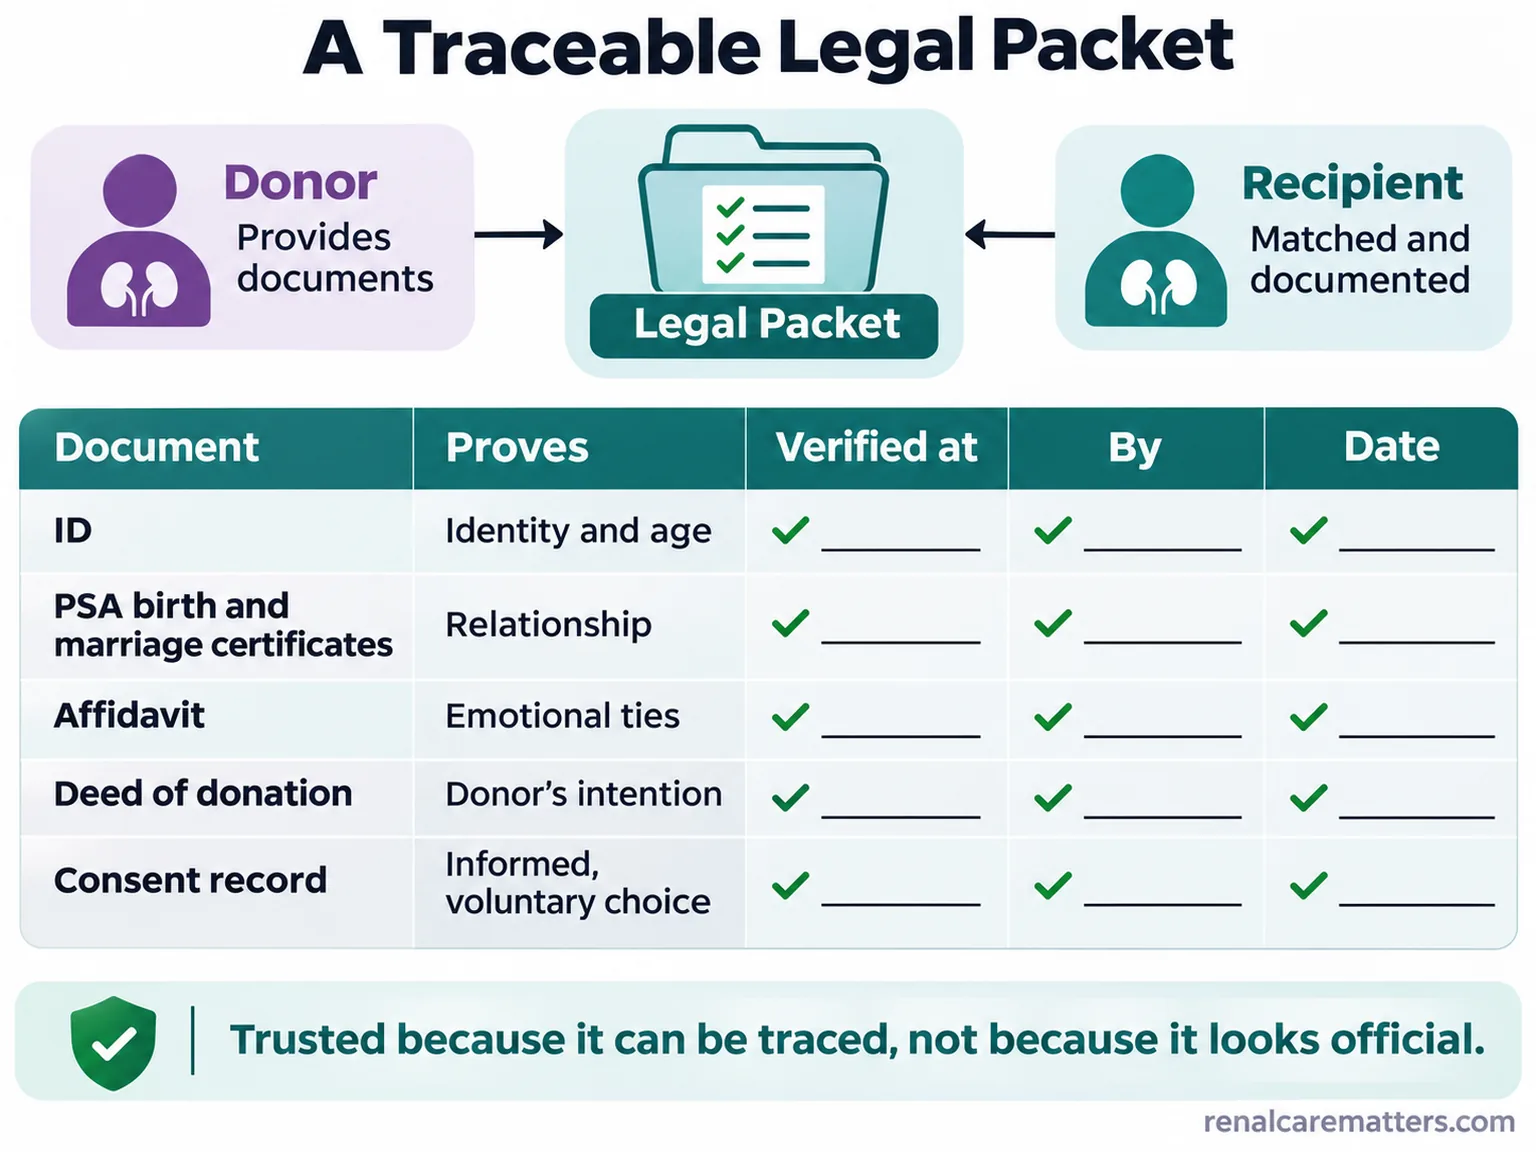 A Traceable Legal Packet
Donor
Provides
documents
Legal Packet
Recipient
Matched and
documented
Document Proves Verified at By Date
ID Identity and age
PSA birth and
marriage certificates
Relationship
Affidavit Emotional ties
Deed of donation Donor's intention
Consent record
Informed,
voluntary choice
Trusted because it can be traced, not because it looks official.
renalcarematters.com